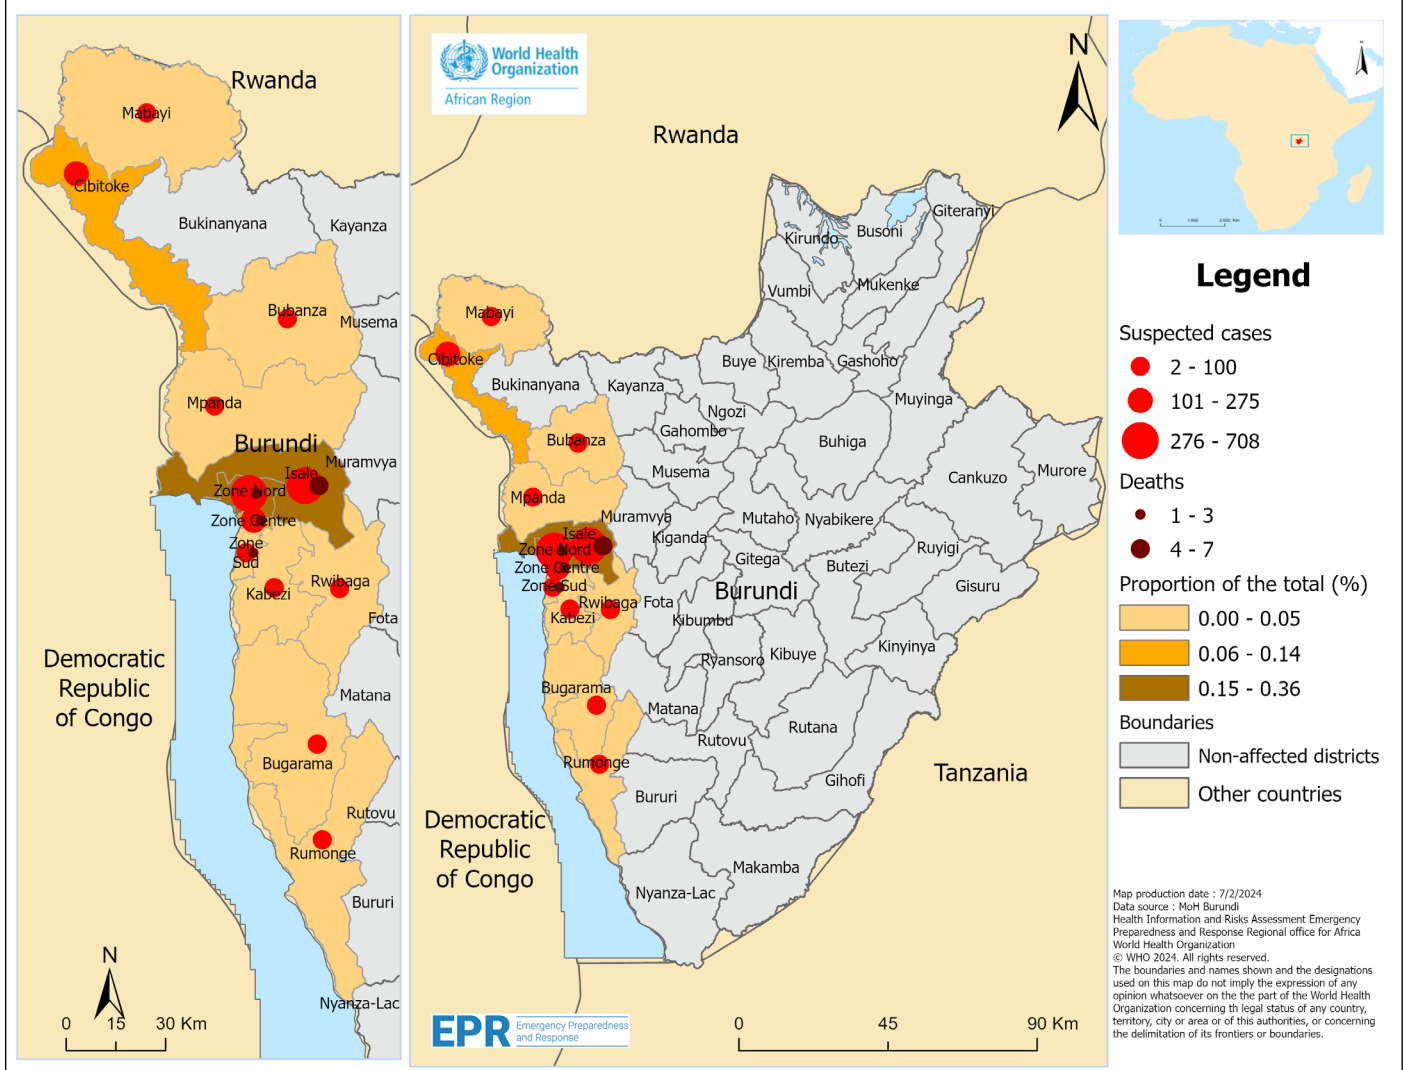 Rwanda
Mabayi
Cibitoke
Bukinanyana
Kayanza
Bubanza
Musema
Mpanda
Burundi
Muramvya
Isale
Zone Nord
Zone Centre
Zone
Sud
Rwibaga
Kabezi
Fota
Democratic
Republic
of Congo
Matana
Bugarama
Rutovu
Rumonge
Bururi
Nyanza-Lac
N
0 15 30 Km
World Health
Organization
African Region
N
Rwanda
Giteranyi
Kirundo
Busoni
Mukenke
Vumbi
Mabayi
Cibitoke
Buye
Kiremba
Gashoho
Bukinanyana
Kayanza
Muyinga
Ngozi
Gahombo
Bubanza
Buhiga
Musema
Cankuzo
Murore
Mpanda
Muramvya
Mutaho
Nyabikere
Isale
Kiganda
Zone Nord
Ruyigi
Zone Centre
Gitega
Butezi
Zone Sud
Burundi
Gisuru
Rwibaga
Fota
Kabezi
Kibumbu
Kinyinya
Ryansoro
Kibuye
Bugarama
Matana
Rutana
Rutovu
Rumonge
Tanzania
Gihofi
Bururi
Democratic
Republic
of Congo
Makamba
Nyanza-Lac
EPR
Emergency Preparedness
and Response
0 45 90 Km
N
0 1,000 2,000 Km
Legend
Suspected cases
2 - 100
101 - 275
276 - 708
Deaths
1 - 3
4 - 7
Proportion of the total (%)
0.00 - 0.05
0.06 - 0.14
0.15 - 0.36
Boundaries
Non-affected districts
Other countries
Map production date : 7/2/2024
Data source : MoH Burundi
Health Information and Risks Assessment Emergency
Preparedness and Response Regional office for Africa
World Health Organization
© WHO 2024. All rights reserved.
The boundaries and names shown and the designations
used on this map do not imply the expression of any
opinion whatsoever on the the part of the World Health
Organization concerning th legal status of any country,
territory, city or area or of this authorities, or concerning
the delimitation of its frontiers or boundaries.